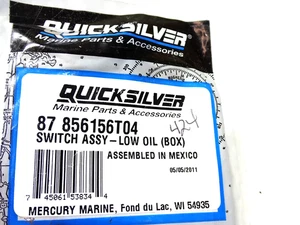 QUICKSILVER
Marine Parts & Accessories
QUICKSILVER
Marine Parts & Accessories
87 856156T04
424
SWITCH ASSY-LOW OIL (BOX)
ASSEMBLED IN MEXICO
05/05/2011
7 45061 53834 4
MERCURY MARINE, Fond du Lac, WI 54935